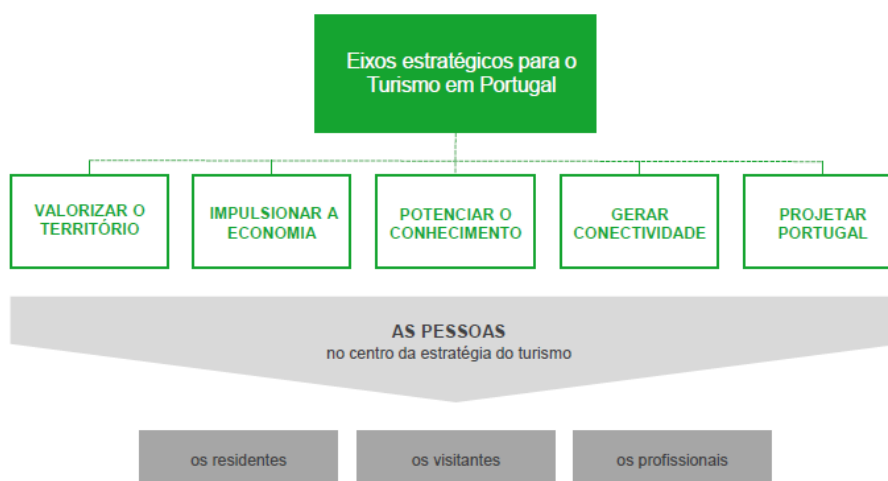 Eixos estratégicos para o
Turismo em Portugal
VALORIZAR O
TERRITÓRIO
IMPULSIONAR A
ECONOMIA
POTENCIAR O
CONHECIMENTO
GERAR
CONECTIVIDADE
PROJETAR
PORTUGAL
AS PESSOAS
no centro da estratégia do turismo
os residentes
os visitantes
os profissionais